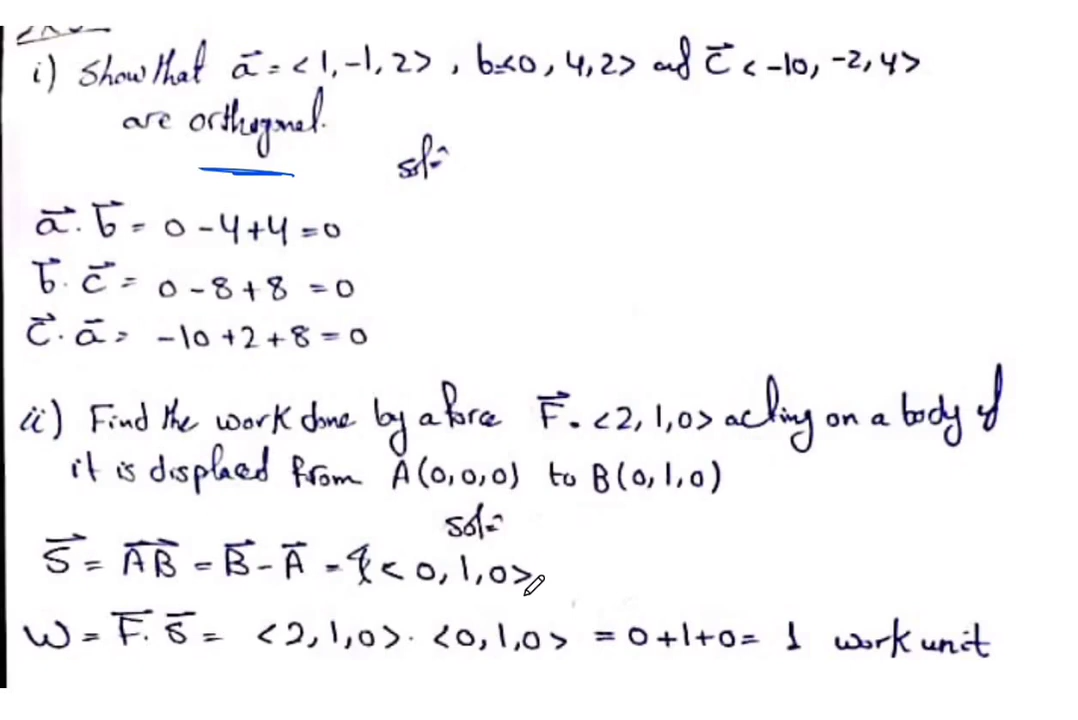 i) Show that a⃗ = <1, -1, 2> , b=<0, 4, 2> and c⃗ < -10, -2, 4>
are orthogonal.
sol:-
a⃗ . b⃗ = 0 - 4 + 4 = 0
b⃗ . c⃗ = 0 - 8 + 8 = 0
c⃗ . a⃗ = -10 + 2 + 8 = 0
ii) Find the work done by a force F⃗ = <2, 1, 0> acting on a body if
it is displaced from A(0, 0, 0) to B(0, 1, 0)
sol:-
S⃗ = AB⃗ = B⃗ - A⃗ = < 0, 1, 0>
W = F⃗ . S⃗ = <2, 1, 0> . <0, 1, 0> = 0 + 1 + 0 = 1 work unit